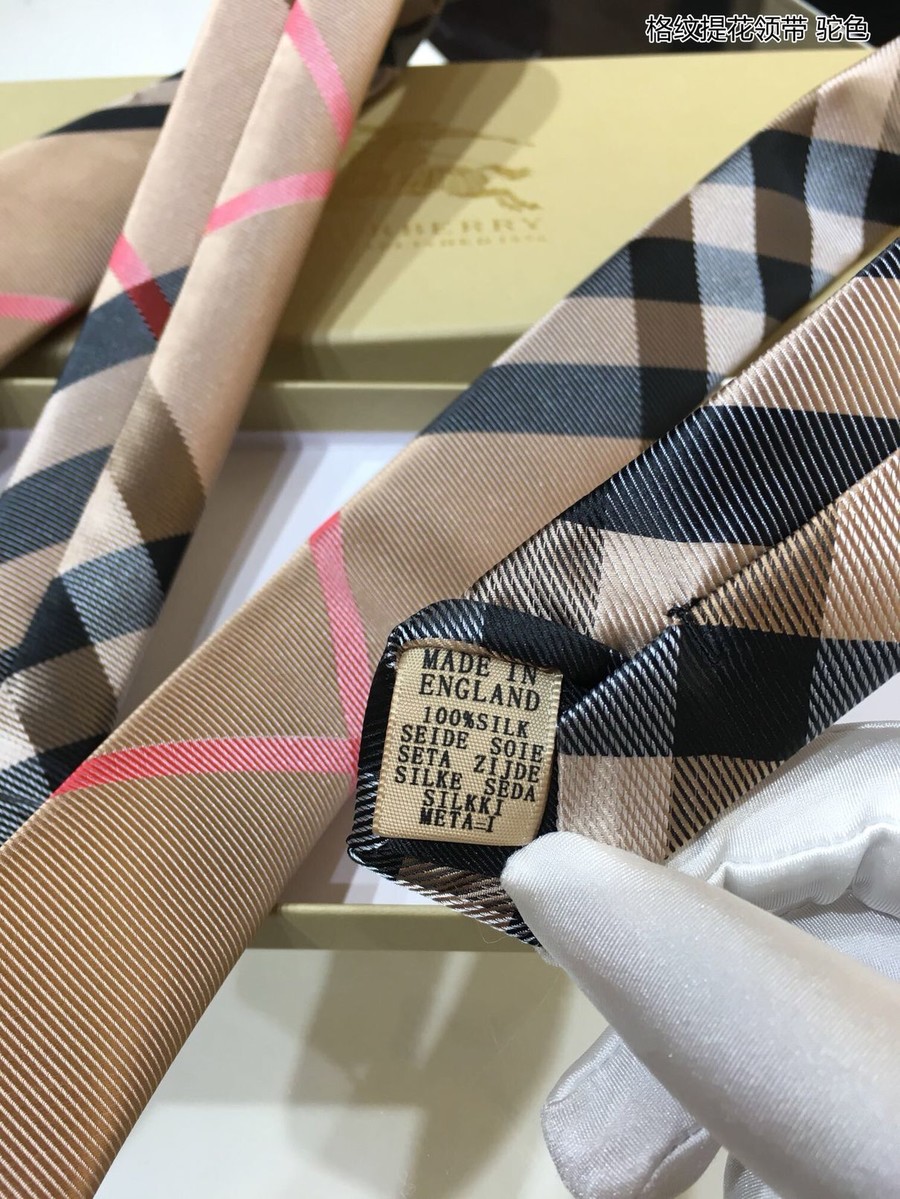 格纹提花领带 驼色
BURBERRY
MADE IN
ENGLAND
100%SILK
SEIDE SOIE
SETA ZIJDE
SILKE SEDA
SILKKI
META=I